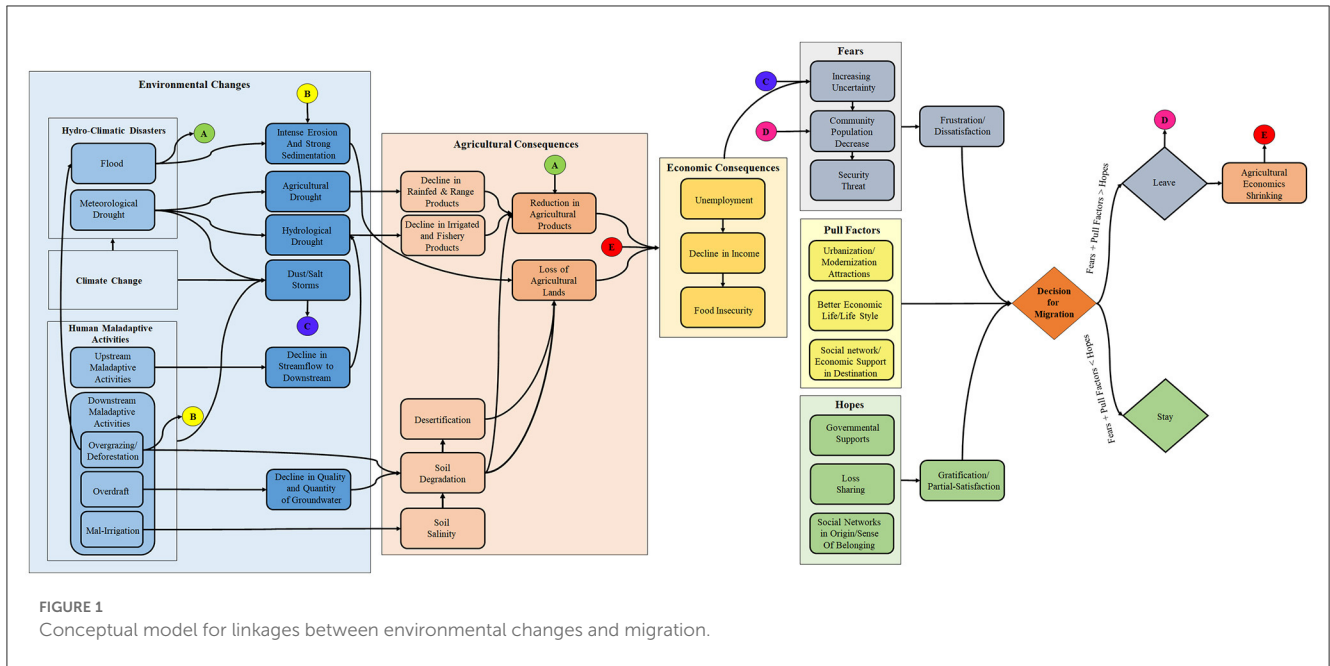 Environmental Changes
B
Hydro-Climatic Disasters
A
Flood
Intense Erosion
And Strong
Sedimentation
Meteorological
Drought
Agricultural
Drought
Hydrological
Drought
Climate Change
Dust/Salt
Storms
C
Human Maladaptive
Activities
Upstream
Maladaptive
Activities
Decline in
Streamflow to
Downstream
Downstream
Maladaptive
Activities
B
Overgrazing/
Deforestation
Overdraft
Decline in Quality
and Quantity
of Groundwater
Mal-Irrigation
Agricultural Consequences
A
Decline in
Rainfed & Range
Products
Decline in Irrigated
and Fishery
Products
Reduction in
Agricultural
Products
E
Loss of
Agricultural
Lands
Desertification
Soil
Degradation
Soil
Salinity
Economic Consequences
Unemployment
Decline in Income
Food Insecurity
C
D
Fears
Increasing
Uncertainty
Community
Population
Decrease
Security
Threat
Frustration/
Dissatisfaction
Pull Factors
Urbanization/
Modernization
Attractions
Better Economic
Life/Life Style
Social network/
Economic Support
in Destination
Hopes
Governmental
Supports
Loss
Sharing
Social Networks
in Origin/Sense
Of Belonging
Gratification/
Partial-Satisfaction
Decision
for
Migration
Fears + Pull Factors > Hopes
Fears + Pull Factors < Hopes
D
Leave
E
Agricultural
Economics
Shrinking
Stay
FIGURE 1
Conceptual model for linkages between environmental changes and migration.